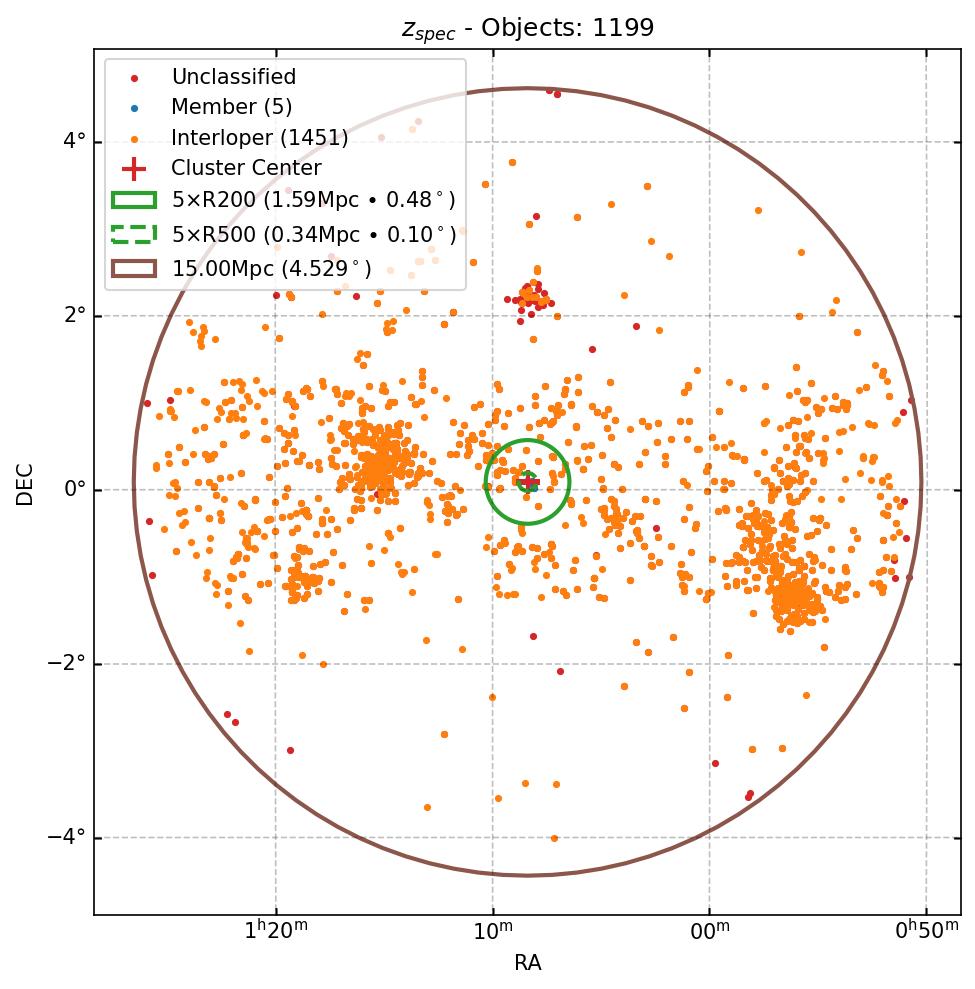 z_spec - Objects: 1199
Unclassified
Member (5)
Interloper (1451)
Cluster Center
5×R200 (1.59Mpc • 0.48°)
5×R500 (0.34Mpc • 0.10°)
15.00Mpc (4.529°)
4°
2°
0°
−2°
−4°
DEC
1ʰ20ᵐ 10ᵐ 00ᵐ 0ʰ50ᵐ
RA